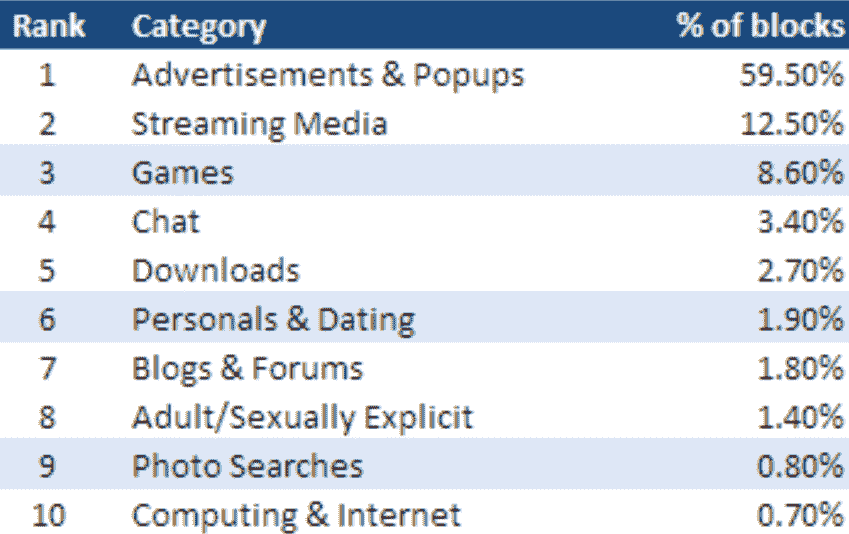 Rank Category % of blocks
1 Advertisements & Popups 59.50%
2 Streaming Media 12.50%
3 Games 8.60%
4 Chat 3.40%
5 Downloads 2.70%
6 Personals & Dating 1.90%
7 Blogs & Forums 1.80%
8 Adult/Sexually Explicit 1.40%
9 Photo Searches 0.80%
10 Computing & Internet 0.70%